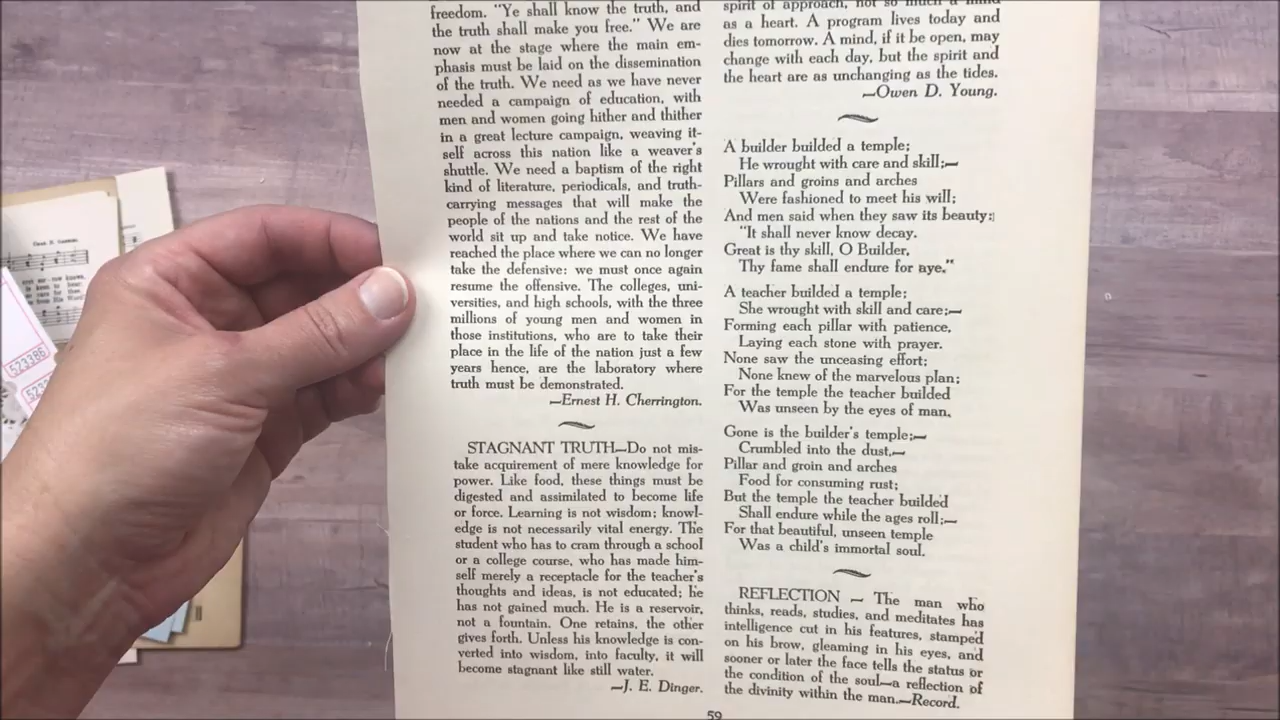 freedom. "Ye shall know the truth, and
the truth shall make you free." We are
now at the stage where the main em-
phasis must be laid on the dissemination
of the truth. We need as we have never
needed a campaign of education, with
men and women going hither and thither
in a great lecture campaign, weaving it-
self across this nation like a weaver's
shuttle. We need a baptism of the right
kind of literature, periodicals, and truth-
carrying messages that will make the
people of the nations and the rest of the
world sit up and take notice. We have
reached the place where we can no longer
take the defensive: we must once again
resume the offensive. The colleges, uni-
versities, and high schools, with the three
millions of young men and women in
those institutions, who are to take their
place in the life of the nation just a few
years hence, are the laboratory where
truth must be demonstrated.
—Ernest H. Cherrington.
STAGNANT TRUTH—Do not mis-
take acquirement of mere knowledge for
power. Like food, these things must be
digested and assimilated to become life
or force. Learning is not wisdom; knowl-
edge is not necessarily vital energy. The
student who has to cram through a school
or a college course, who has made him-
self merely a receptacle for the teacher's
thoughts and ideas, is not educated; he
has not gained much. He is a reservoir,
not a fountain. One retains, the other
gives forth. Unless his knowledge is con-
verted into wisdom, into faculty, it will
become stagnant like still water.
—J. E. Dinger.
spirit of approach, not so much a mind
as a heart. A program lives today and
dies tomorrow. A mind, if it be open, may
change with each day, but the spirit and
the heart are as unchanging as the tides.
—Owen D. Young.
A builder builded a temple;
He wrought with care and skill;—
Pillars and groins and arches
Were fashioned to meet his will;
And men said when they saw its beauty:
"It shall never know decay.
Great is thy skill, O Builder,
Thy fame shall endure for aye."
A teacher builded a temple;
She wrought with skill and care;—
Forming each pillar with patience,
Laying each stone with prayer.
None saw the unceasing effort;
None knew of the marvelous plan;
For the temple the teacher builded
Was unseen by the eyes of man.
Gone is the builder's temple;—
Crumbled into the dust,—
Pillar and groin and arches
Food for consuming rust;
But the temple the teacher builded
Shall endure while the ages roll;—
For that beautiful, unseen temple
Was a child's immortal soul.
REFLECTION — The man who
thinks, reads, studies, and meditates has
intelligence cut in his features, stamped
on his brow, gleaming in his eyes, and
sooner or later the face tells the status or
the condition of the soul—a reflection of
the divinity within the man.—Record.
59
523386